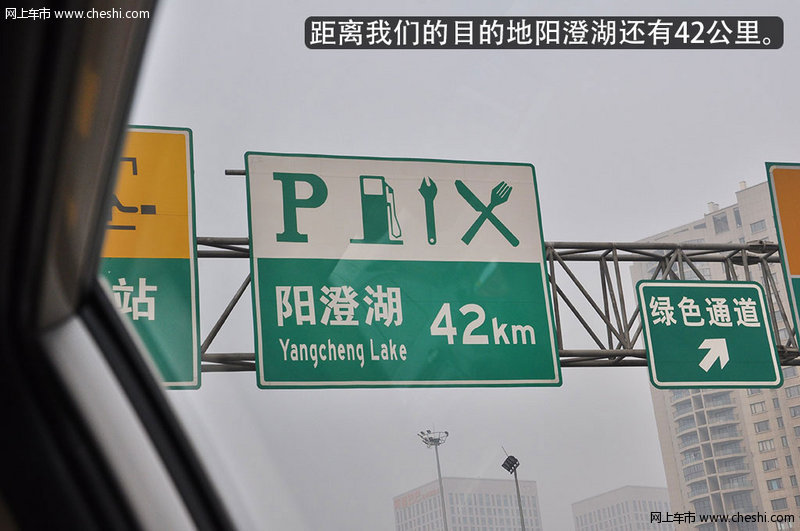 网上车市 www.cheshi.com
距离我们的目的地阳澄湖还有42公里。
P
阳澄湖 42km
Yangcheng Lake
站
绿色通道
网上车市 www.cheshi.com